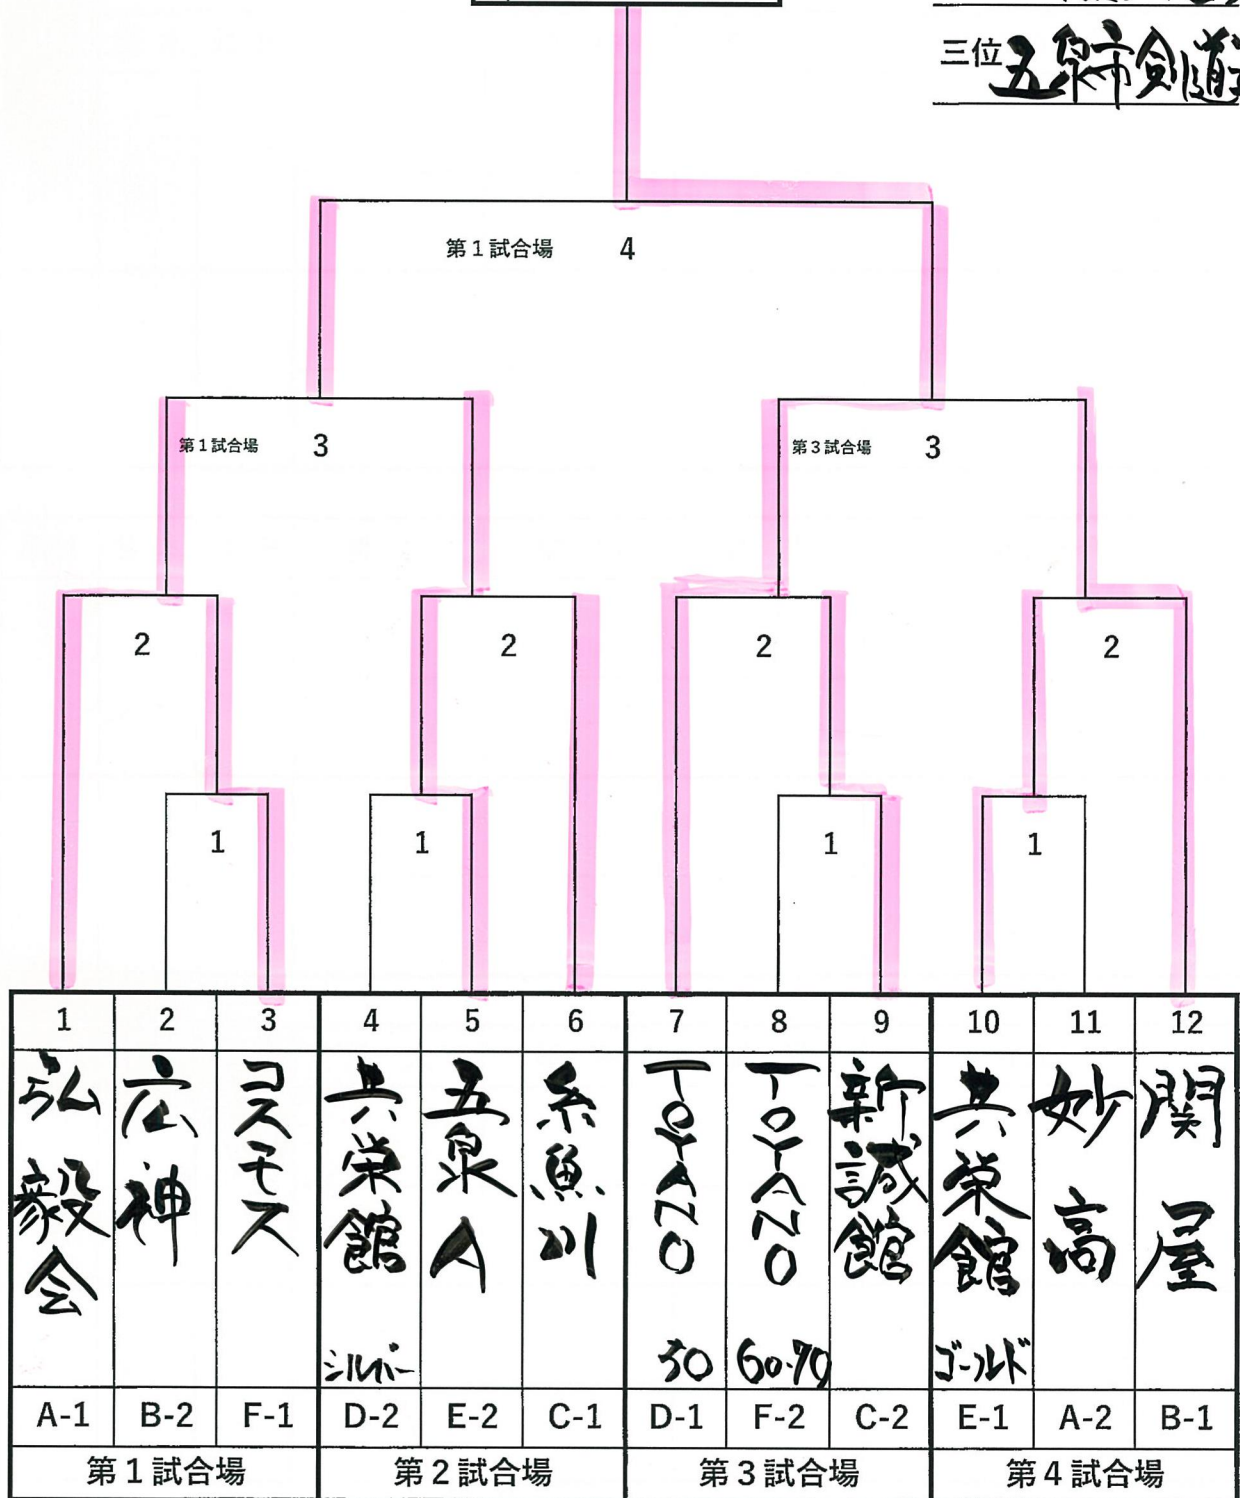 三位 五泉市剣道
第1試合場 4
第1試合場 3
第3試合場 3
2 2 2 2
1 1 1 1
1 2 3 4 5 6 7 8 9 10 11 12
弘毅会
広神
コスモス
共栄館 シルバー
五泉A
糸魚川
TOYANO 50
TOYANO 60-70
新誠館
共栄館 ゴールド
妙高
関屋
A-1 B-2 F-1 D-2 E-2 C-1 D-1 F-2 C-2 E-1 A-2 B-1
第1試合場 第2試合場 第3試合場 第4試合場